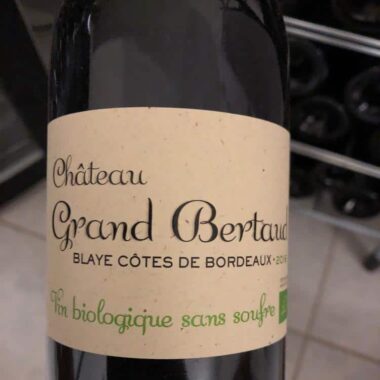 Château
Grand Bertaud
BLAYE CÔTES DE BORDEAUX
Vin biologique sans soufre